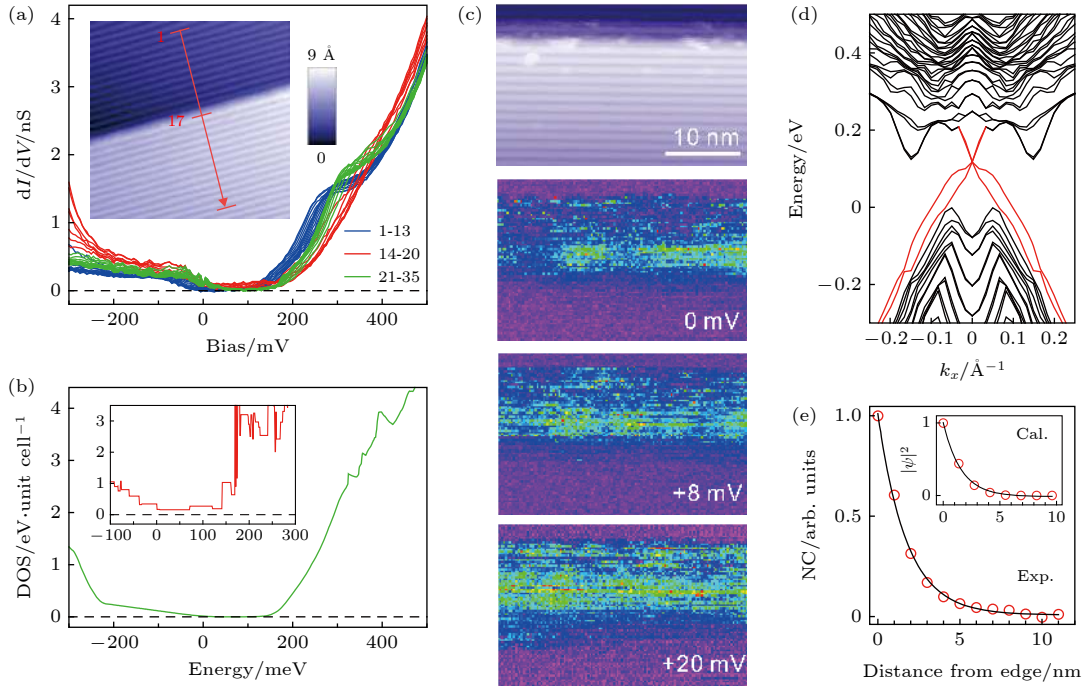 (a)
4
3
2
1
0
dI/dV/nS
1
17
9 Å
0
1-13
14-20
21-35
−200
0
200
400
Bias/mV
(b)
4
3
2
1
0
DOS/eV·unit cell⁻¹
3
2
1
0
−100
0
100
200
300
−200
0
200
400
Energy/meV
(c)
10 nm
0 mV
+8 mV
+20 mV
(d)
0.4
0.2
0
−0.2
Energy/eV
−0.2
−0.1
0
0.1
0.2
kₓ/Å⁻¹
(e)
1.0
0.5
0
NC/arb. units
1
0
|ψ|²
Cal.
0
5
10
Exp.
0
5
10
Distance from edge/nm